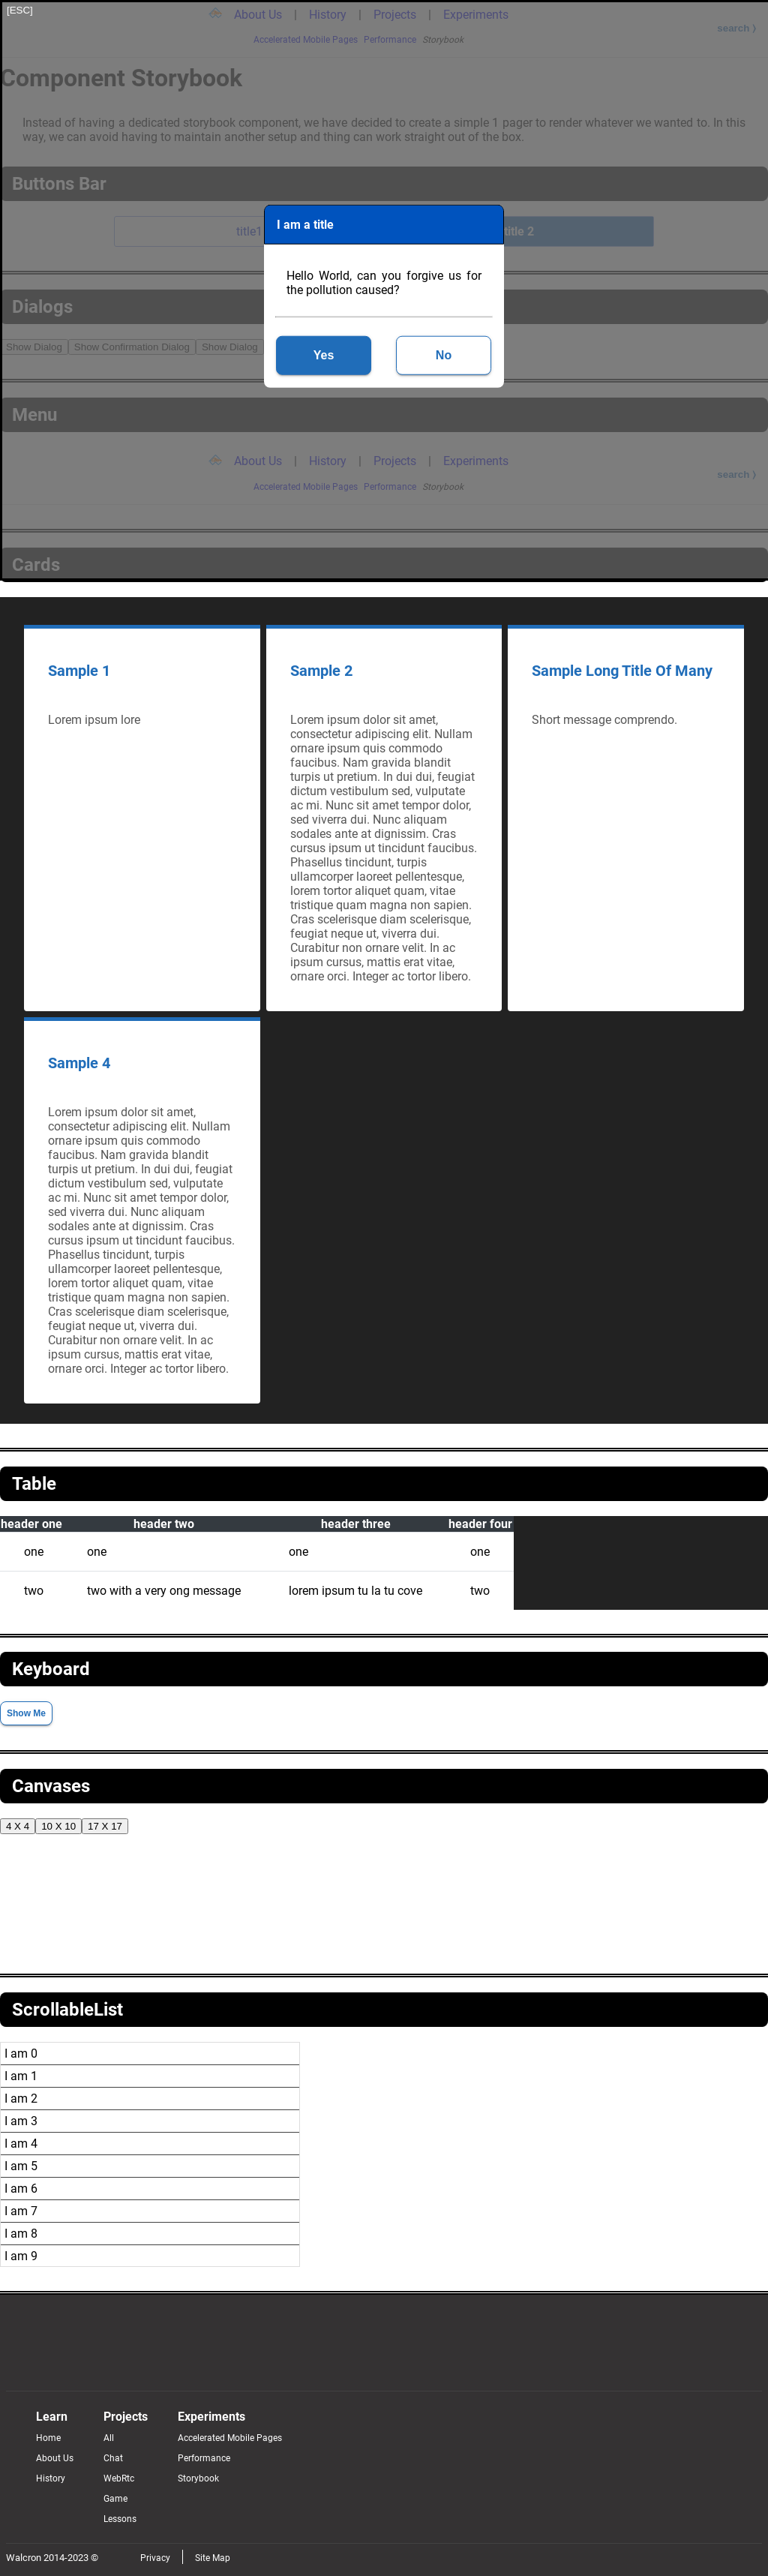 [ESC]
About Us | History | Projects | Experiments
search ⟩
Accelerated Mobile Pages Performance Storybook
Component Storybook
Instead of having a dedicated storybook component, we have decided to create a simple 1 pager to render whatever we wanted to. In this
way, we can avoid having to maintain another setup and thing can work straight out of the box.
Buttons Bar
title1
title 2
I am a title
Hello World, can you forgive us for
the pollution caused?
Yes
No
Dialogs
Show Dialog Show Confirmation Dialog Show Dialog
Menu
About Us | History | Projects | Experiments
search ⟩
Accelerated Mobile Pages Performance Storybook
Cards
Sample 1
Lorem ipsum lore
Sample 2
Lorem ipsum dolor sit amet,
consectetur adipiscing elit. Nullam
ornare ipsum quis commodo
faucibus. Nam gravida blandit
turpis ut pretium. In dui dui, feugiat
dictum vestibulum sed, vulputate
ac mi. Nunc sit amet tempor dolor,
sed viverra dui. Nunc aliquam
sodales ante at dignissim. Cras
cursus ipsum ut tincidunt faucibus.
Phasellus tincidunt, turpis
ullamcorper laoreet pellentesque,
lorem tortor aliquet quam, vitae
tristique quam magna non sapien.
Cras scelerisque diam scelerisque,
feugiat neque ut, viverra dui.
Curabitur non ornare velit. In ac
ipsum cursus, mattis erat vitae,
ornare orci. Integer ac tortor libero.
Sample Long Title Of Many
Short message comprendo.
Sample 4
Lorem ipsum dolor sit amet,
consectetur adipiscing elit. Nullam
ornare ipsum quis commodo
faucibus. Nam gravida blandit
turpis ut pretium. In dui dui, feugiat
dictum vestibulum sed, vulputate
ac mi. Nunc sit amet tempor dolor,
sed viverra dui. Nunc aliquam
sodales ante at dignissim. Cras
cursus ipsum ut tincidunt faucibus.
Phasellus tincidunt, turpis
ullamcorper laoreet pellentesque,
lorem tortor aliquet quam, vitae
tristique quam magna non sapien.
Cras scelerisque diam scelerisque,
feugiat neque ut, viverra dui.
Curabitur non ornare velit. In ac
ipsum cursus, mattis erat vitae,
ornare orci. Integer ac tortor libero.
Table
header one header two header three header four
one one one one
two two with a very ong message lorem ipsum tu la tu cove two
Keyboard
Show Me
Canvases
4 X 4 10 X 10 17 X 17
ScrollableList
I am 0
I am 1
I am 2
I am 3
I am 4
I am 5
I am 6
I am 7
I am 8
I am 9
Learn
Home
About Us
History
Projects
All
Chat
WebRtc
Game
Lessons
Experiments
Accelerated Mobile Pages
Performance
Storybook
Walcron 2014-2023 © Privacy Site Map